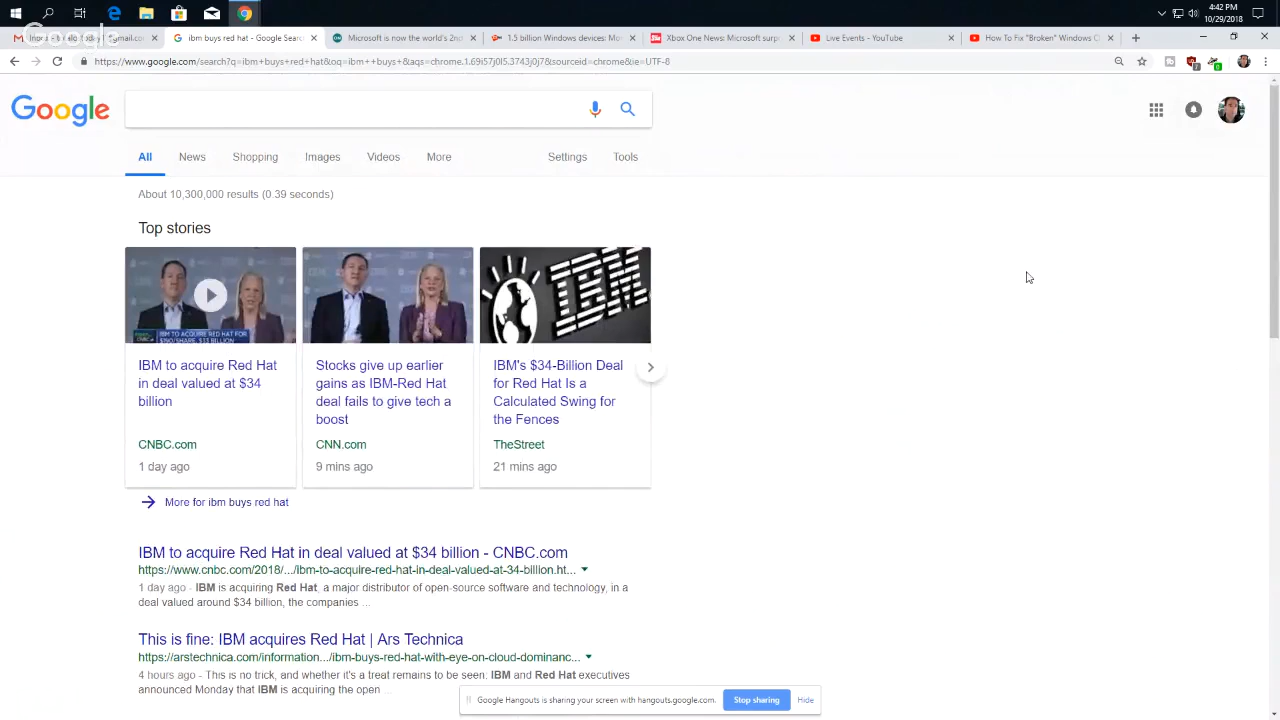 4:42 PM
10/29/2018
Google
ibm buys red hat - Google Sear
Microsoft is now the world's 2nd
1.5 billion Windows devices: Mo
Xbox One News: Microsoft surp
Live Events - YouTube
How To Fix "Broken" Windows C
https://www.google.com/search?q=ibm+buys+red+hat&oq=ibm++buys+&aqs=chrome.1.69i57j0l5.3743j0j7&sourceid=chrome&ie=UTF-8
Google
All News Shopping Images Videos More Settings Tools
About 10,300,000 results (0.39 seconds)
Top stories
IBM TO ACQUIRE RED HAT FOR
$190/SHARE, $33 BILLION
IBM
IBM to acquire Red Hat
in deal valued at $34
billion
CNBC.com
1 day ago
Stocks give up earlier
gains as IBM-Red Hat
deal fails to give tech a
boost
CNN.com
9 mins ago
IBM's $34-Billion Deal
for Red Hat Is a
Calculated Swing for
the Fences
TheStreet
21 mins ago
More for ibm buys red hat
IBM to acquire Red Hat in deal valued at $34 billion - CNBC.com
https://www.cnbc.com/2018/.../ibm-to-acquire-red-hat-in-deal-valued-at-34-billion.ht...
1 day ago - IBM is acquiring Red Hat, a major distributor of open-source software and technology, in a
deal valued around $34 billion, the companies ...
This is fine: IBM acquires Red Hat | Ars Technica
https://arstechnica.com/information.../ibm-buys-red-hat-with-eye-on-cloud-dominanc...
4 hours ago - This is no trick, and whether it's a treat remains to be seen: IBM and Red Hat executives
announced Monday that IBM is acquiring the open ...
Google Hangouts is sharing your screen with hangouts.google.com.
Stop sharing
Hide